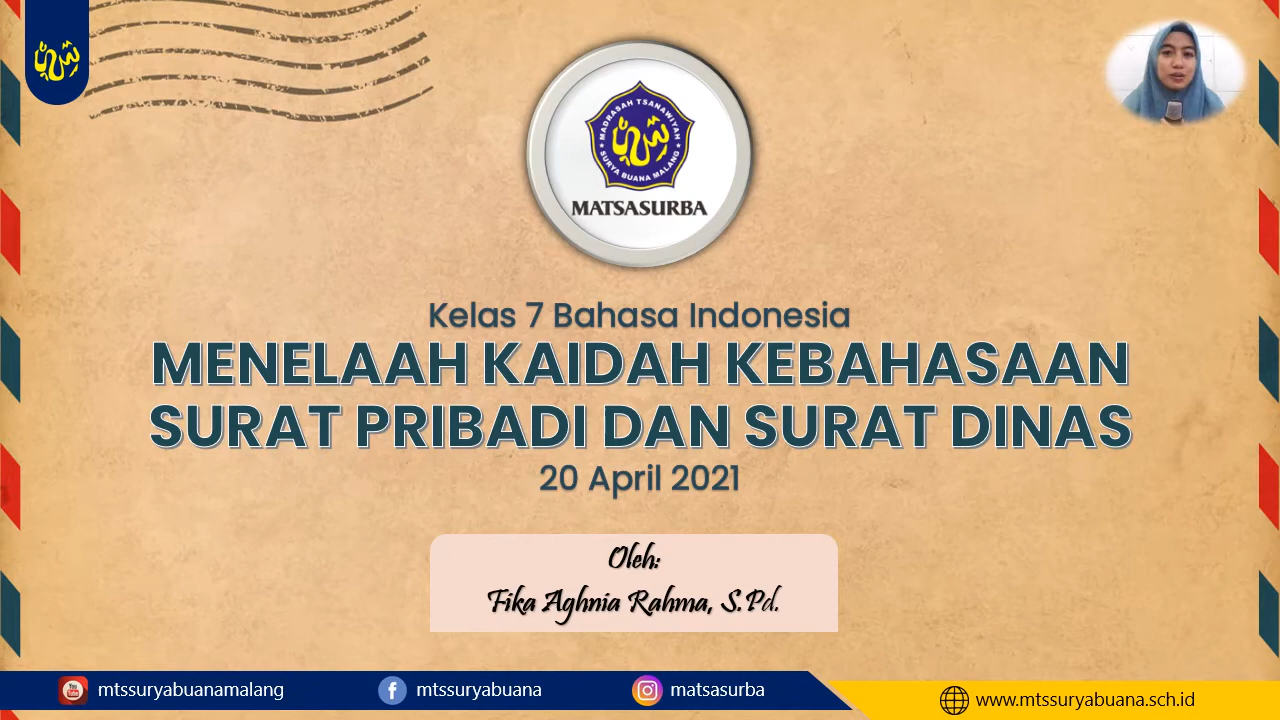 MADRASAH TSANAWIYAH
SURYA BUANA MALANG
MATSASURBA
Kelas 7 Bahasa Indonesia
MENELAAH KAIDAH KEBAHASAAN
SURAT PRIBADI DAN SURAT DINAS
20 April 2021
Oleh:
Fika Aghnia Rahma, S.Pd.
mtssuryabuanamalang
mtssuryabuana
matsasurba
www.mtssuryabuana.sch.id